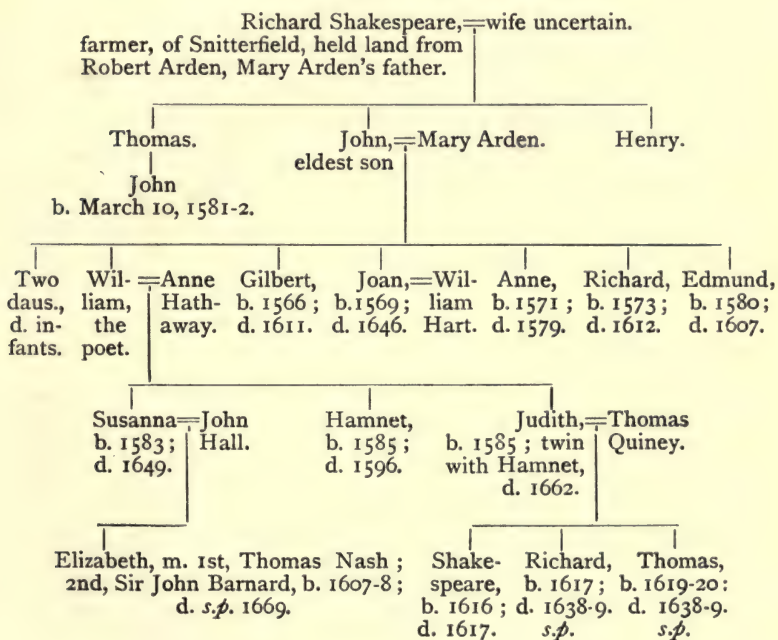 Richard Shakespeare,=wife uncertain.
farmer, of Snitterfield, held land from
Robert Arden, Mary Arden's father.
Thomas.
John
b. March 10, 1581-2.
John,=Mary Arden.
eldest son
Henry.
Two
daus.,
d. in-
fants.
Wil-
liam,
the
poet.
=Anne
Hath-
away.
Gilbert,
b. 1566 ;
d. 1611.
Joan,
b. 1569 ;
d. 1646.
=Wil-
liam
Hart.
Anne,
b. 1571 ;
d. 1579.
Richard,
b. 1573 ;
d. 1612.
Edmund,
b. 1580;
d. 1607.
Susanna=John
b. 1583 ; Hall.
d. 1649.
Hamnet,
b. 1585 ;
d. 1596.
Judith,=Thomas
b. 1585 ; twin Quiney.
with Hamnet,
d. 1662.
Elizabeth, m. 1st, Thomas Nash ;
2nd, Sir John Barnard, b. 1607-8 ;
d. s.p. 1669.
Shake-
speare,
b. 1616 ;
d. 1617.
Richard,
b. 1617 ;
d. 1638-9.
s.p.
Thomas,
b. 1619-20:
d. 1638-9.
s.p.